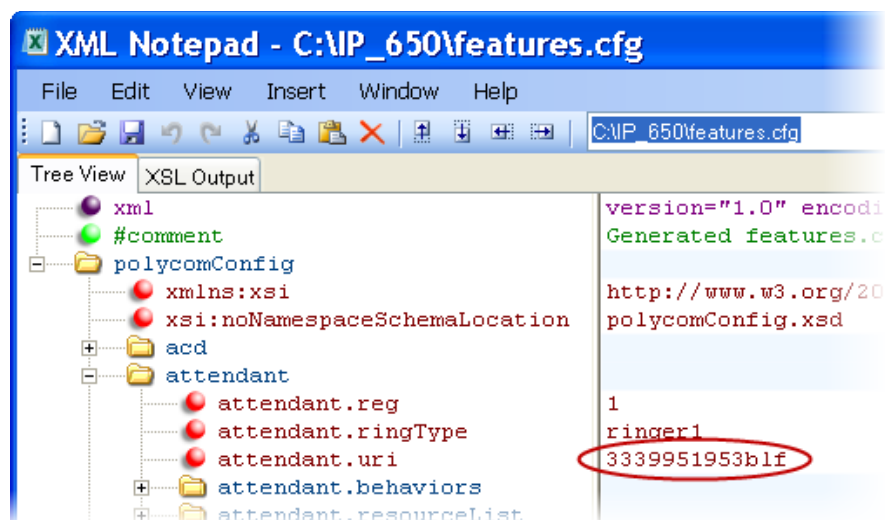 XML Notepad - C:\IP_650\features.cfg
File Edit View Insert Window Help
C:\IP_650\features.cfg
Tree View XSL Output
xml version="1.0" encodi
#comment Generated features.c
polycomConfig
xmlns:xsi http://www.w3.org/20
xsi:noNamespaceSchemaLocation polycomConfig.xsd
acd
attendant
attendant.reg 1
attendant.ringType ringer1
attendant.uri 3339951953blf
attendant.behaviors
attendant.resourceList